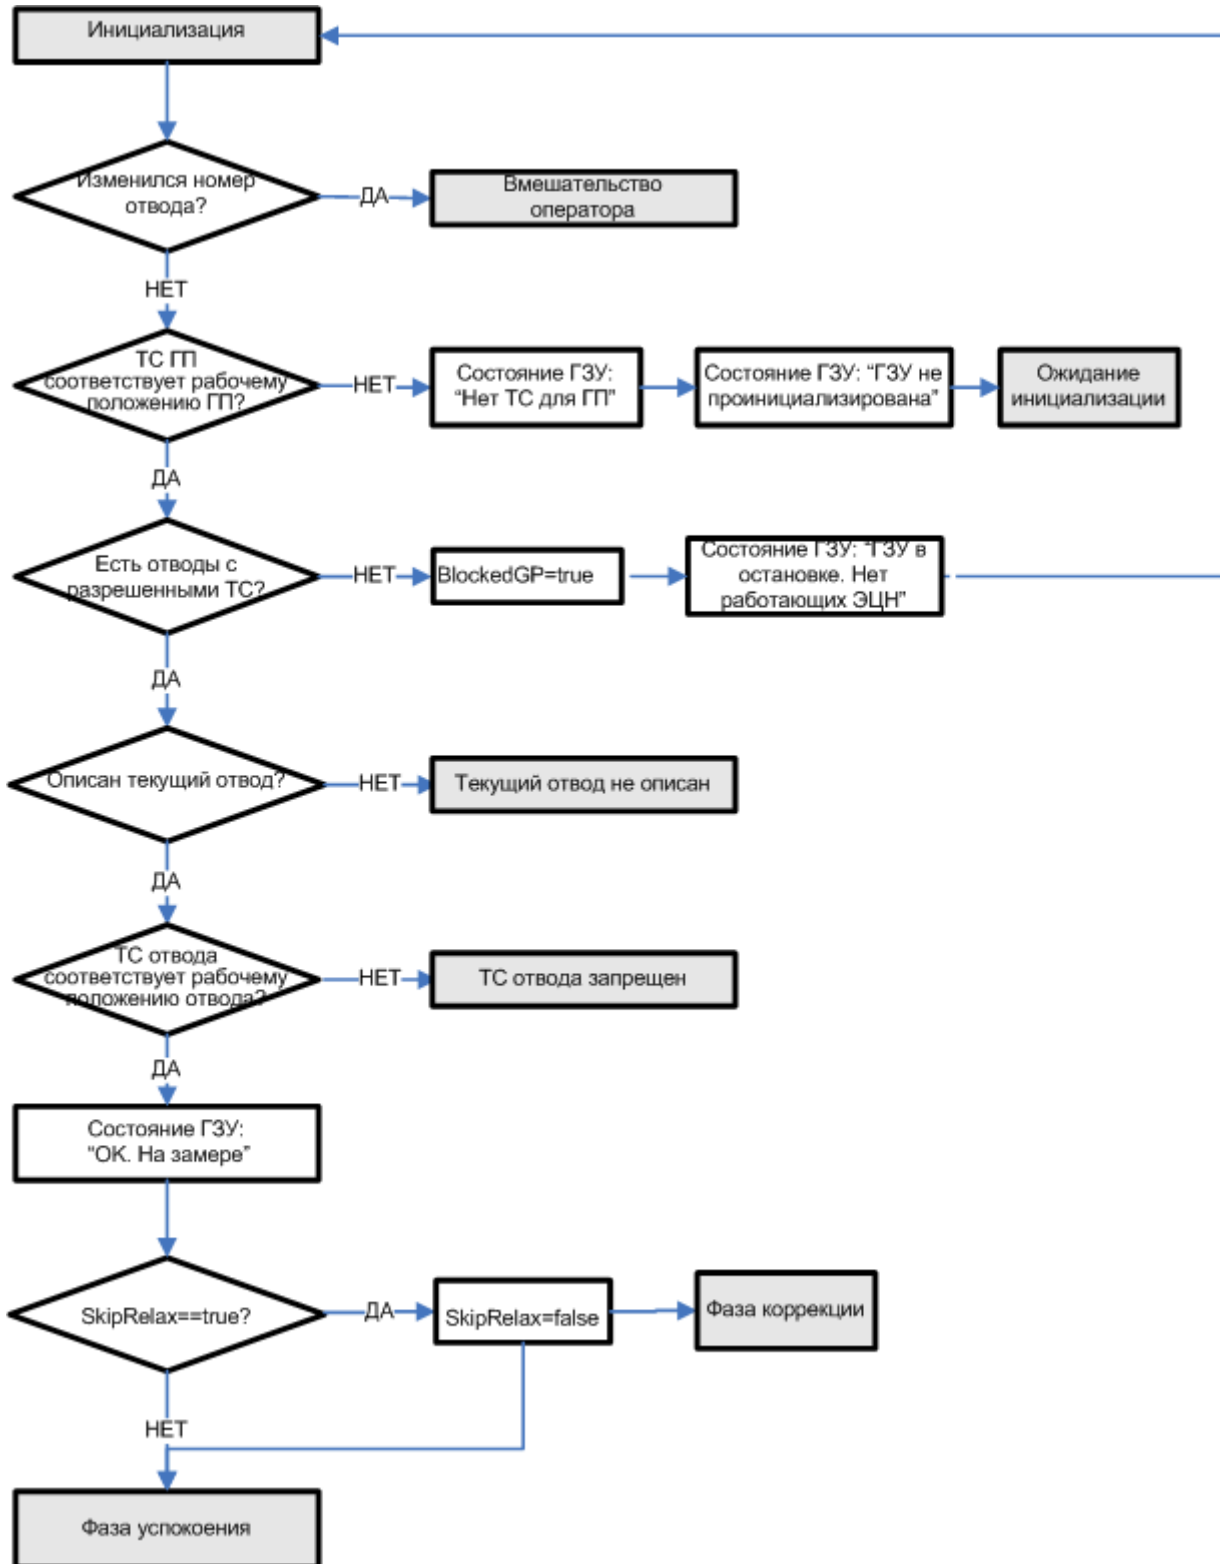 Инициализация
Изменился номер
отвода?
ДА
Вмешательство
оператора
НЕТ
ТС ГП
соответствует рабочему
положению ГП?
НЕТ
Состояние ГЗУ:
“Нет ТС для ГП”
Состояние ГЗУ: “ГЗУ не
проинициализирована”
Ожидание
инициализации
ДА
Есть отводы с
разрешенными ТС?
НЕТ
BlockedGP=true
Состояние ГЗУ: “ГЗУ в
остановке. Нет
работающих ЭЦН”
ДА
Описан текущий отвод?
НЕТ
Текущий отвод не описан
ДА
ТС отвода
соответствует рабочему
положению отвода?
НЕТ
ТС отвода запрещен
ДА
Состояние ГЗУ:
“ОК. На замере”
SkipRelax==true?
ДА
SkipRelax=false
Фаза коррекции
НЕТ
Фаза успокоения